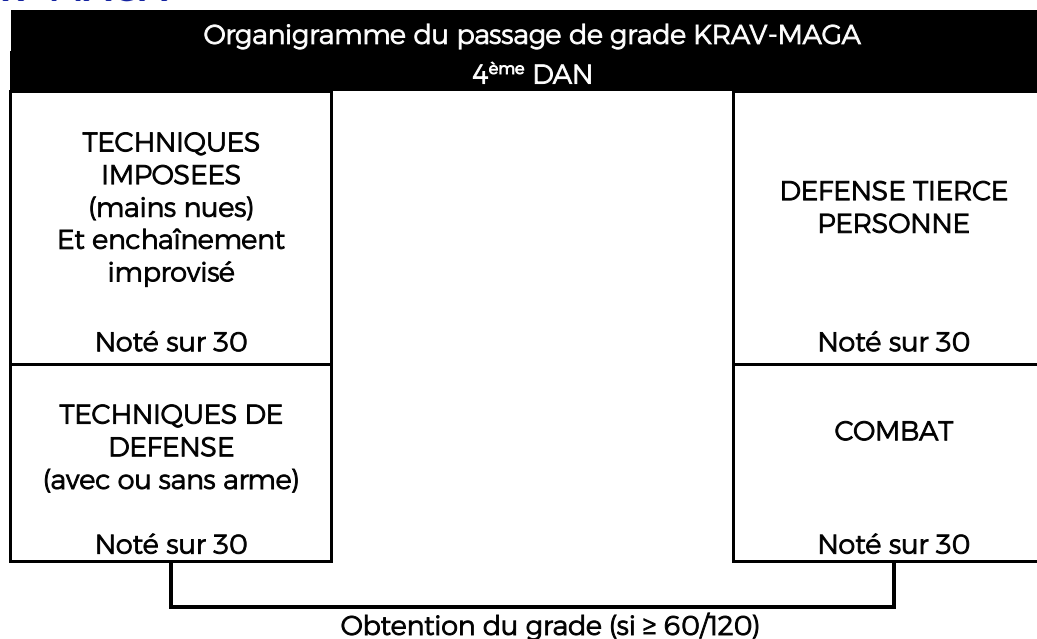 Organigramme du passage de grade KRAV-MAGA
4ème DAN
TECHNIQUES
IMPOSEES
(mains nues)
Et enchaînement
improvisé
Noté sur 30
DEFENSE TIERCE
PERSONNE
Noté sur 30
TECHNIQUES DE
DEFENSE
(avec ou sans arme)
Noté sur 30
COMBAT
Noté sur 30
Obtention du grade (si ≥ 60/120)